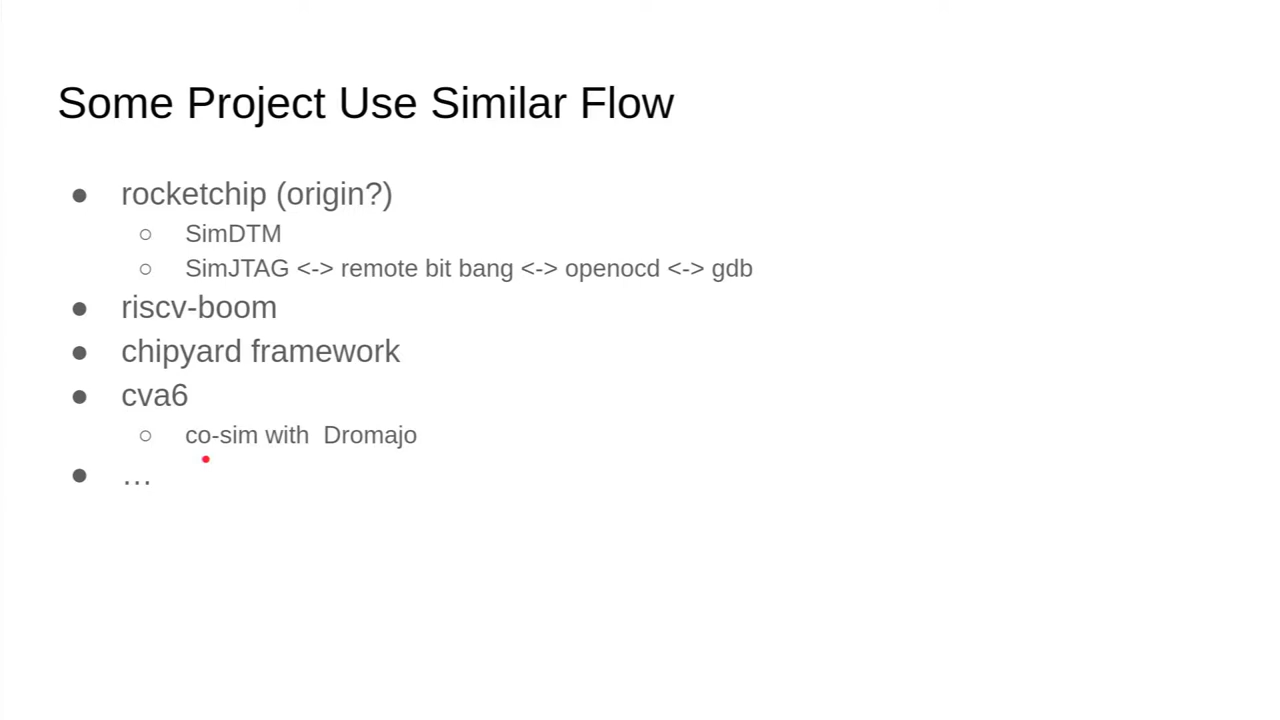 Some Project Use Similar Flow
● rocketchip (origin?)
○ SimDTM
○ SimJTAG <-> remote bit bang <-> openocd <-> gdb
● riscv-boom
● chipyard framework
● cva6
○ co-sim with  Dromajo
● …